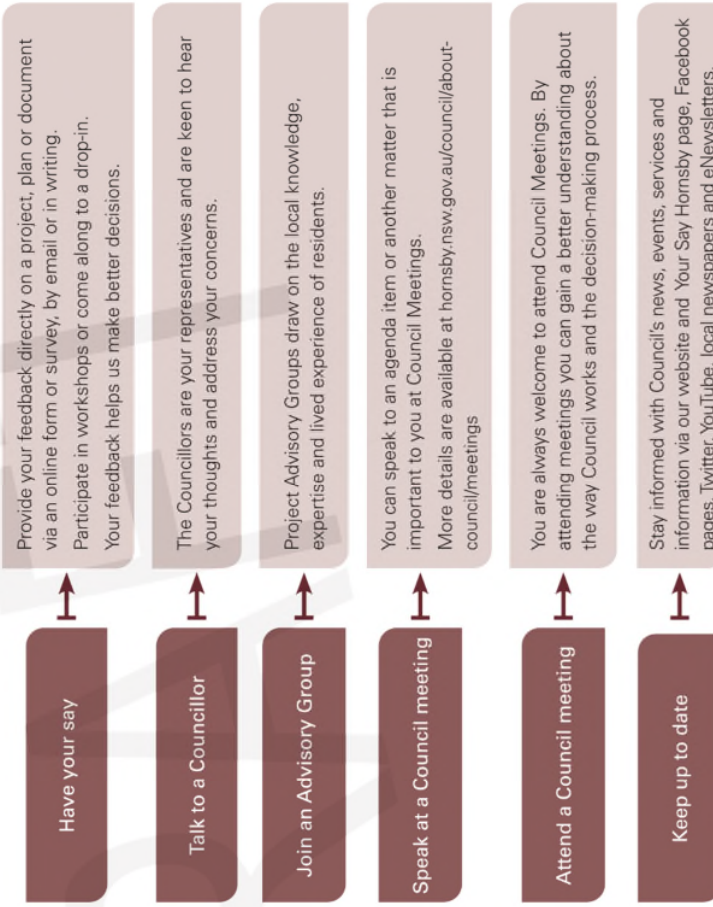 Have your say
Provide your feedback directly on a project, plan or document
via an online form or survey, by email or in writing.
Participate in workshops or come along to a drop-in.
Your feedback helps us make better decisions.
Talk to a Councillor
The Councillors are your representatives and are keen to hear
your thoughts and address your concerns.
Join an Advisory Group
Project Advisory Groups draw on the local knowledge,
expertise and lived experience of residents.
Speak at a Council meeting
You can speak to an agenda item or another matter that is
important to you at Council Meetings.
More details are available at hornsby.nsw.gov.au/council/about-
council/meetings
Attend a Council meeting
You are always welcome to attend Council Meetings. By
attending meetings you can gain a better understanding about
the way Council works and the decision-making process.
Keep up to date
Stay informed with Council's news, events, services and
information via our website and Your Say Hornsby page, Facebook
pages, Twitter, YouTube, local newspapers and eNewsletters.